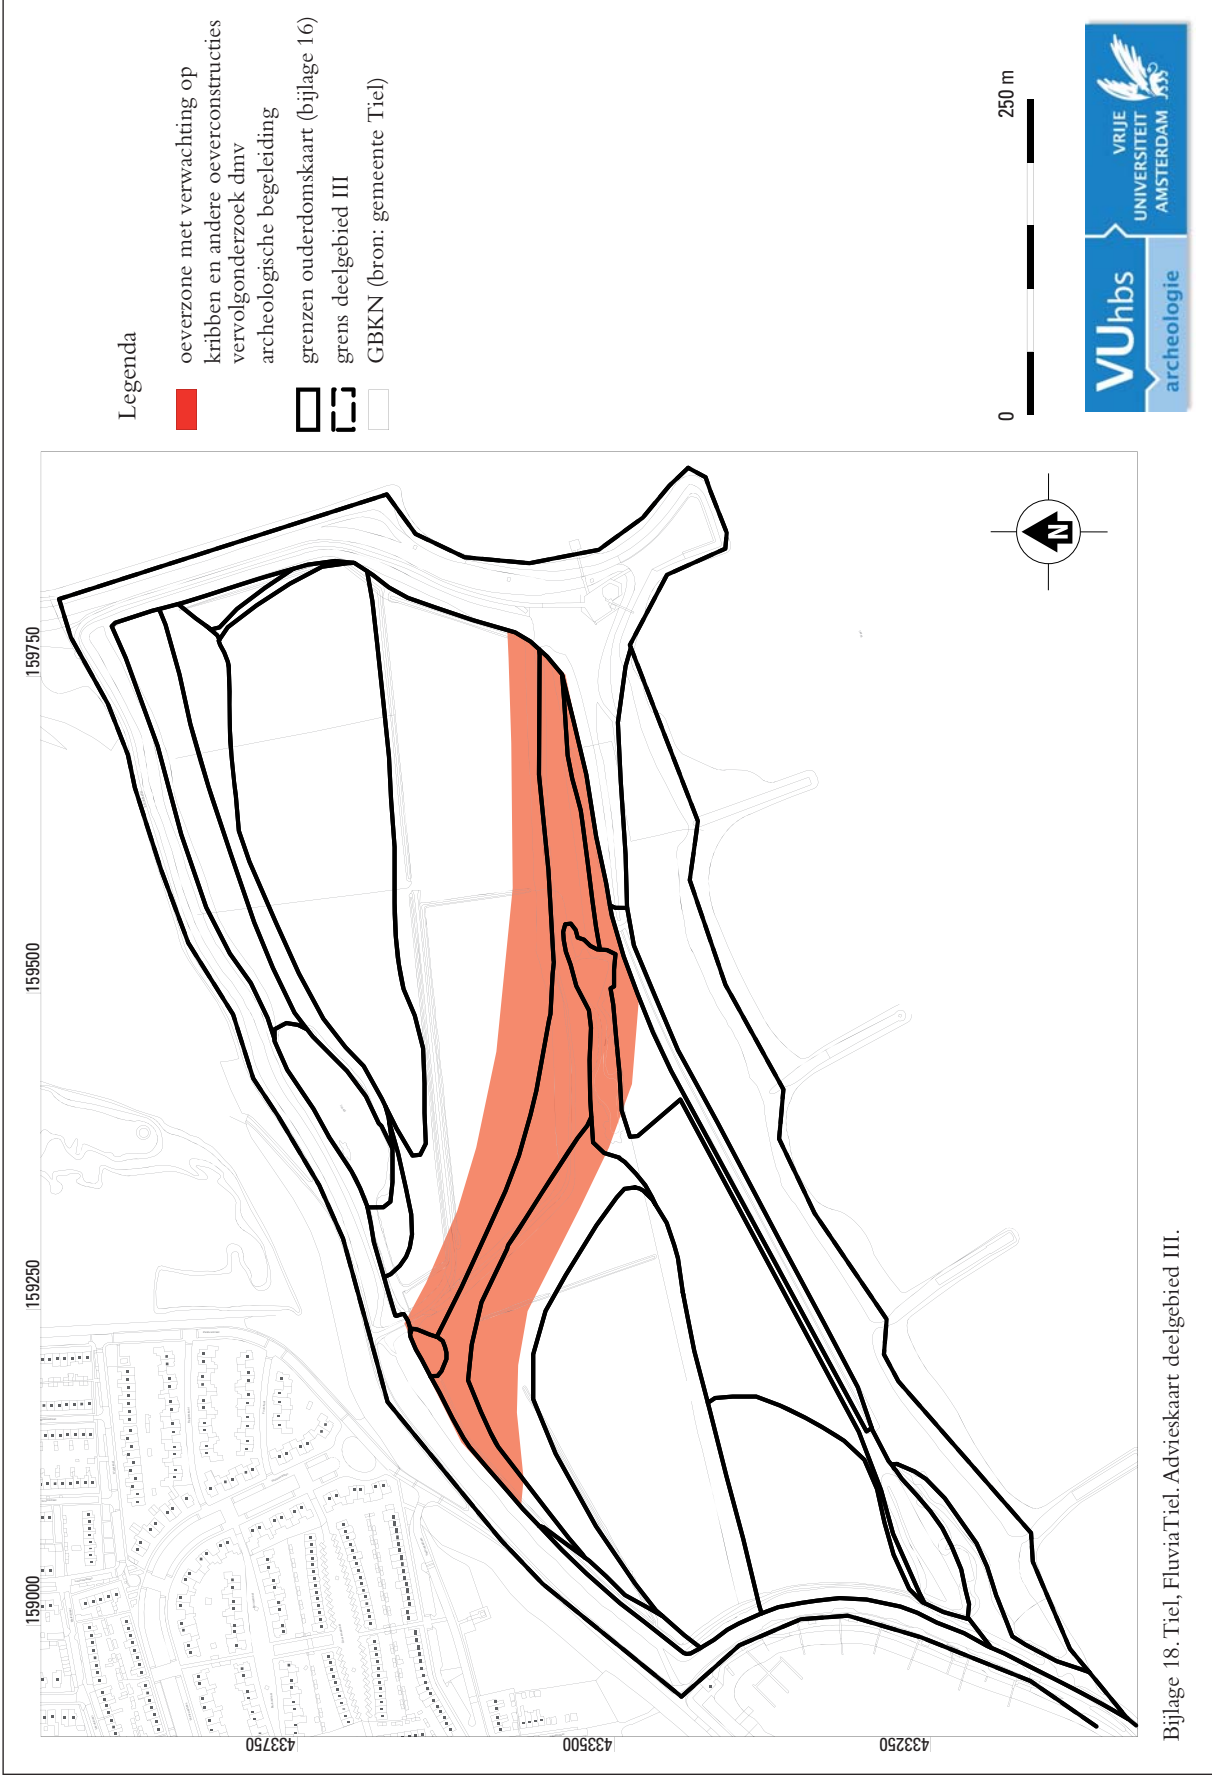 Legenda
oeverzone met verwachting op
kribben en andere oeverconstructies
vervolgonderzoek dmv
archeologische begeleiding
grenzen ouderdomskaart (bijlage 16)
grens deelgebied III
GBKN (bron: gemeente Tiel)
159000
159250
159500
159750
433750
433500
433250
N
0
250 m
VUhbs
archeologie
VRIJE
UNIVERSITEIT
AMSTERDAM
Bijlage 18. Tiel, FluviaTiel. Advieskaart deelgebied III.